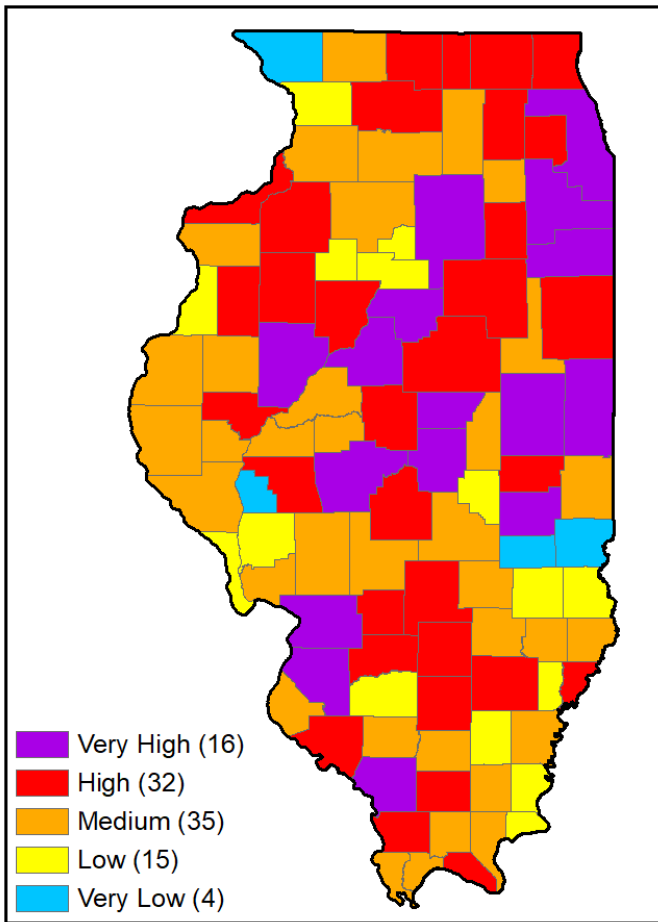 Very High (16)
High (32)
Medium (35)
Low (15)
Very Low (4)